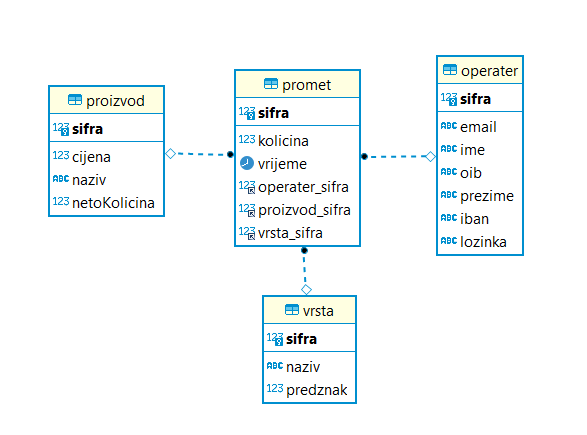 proizvod
123 sifra
123 cijena
ABC naziv
123 netoKolicina
promet
123 sifra
123 kolicina
vrijeme
123 operater_sifra
123 proizvod_sifra
123 vrsta_sifra
operater
123 sifra
ABC email
ABC ime
ABC oib
ABC prezime
ABC iban
ABC lozinka
vrsta
123 sifra
ABC naziv
123 predznak